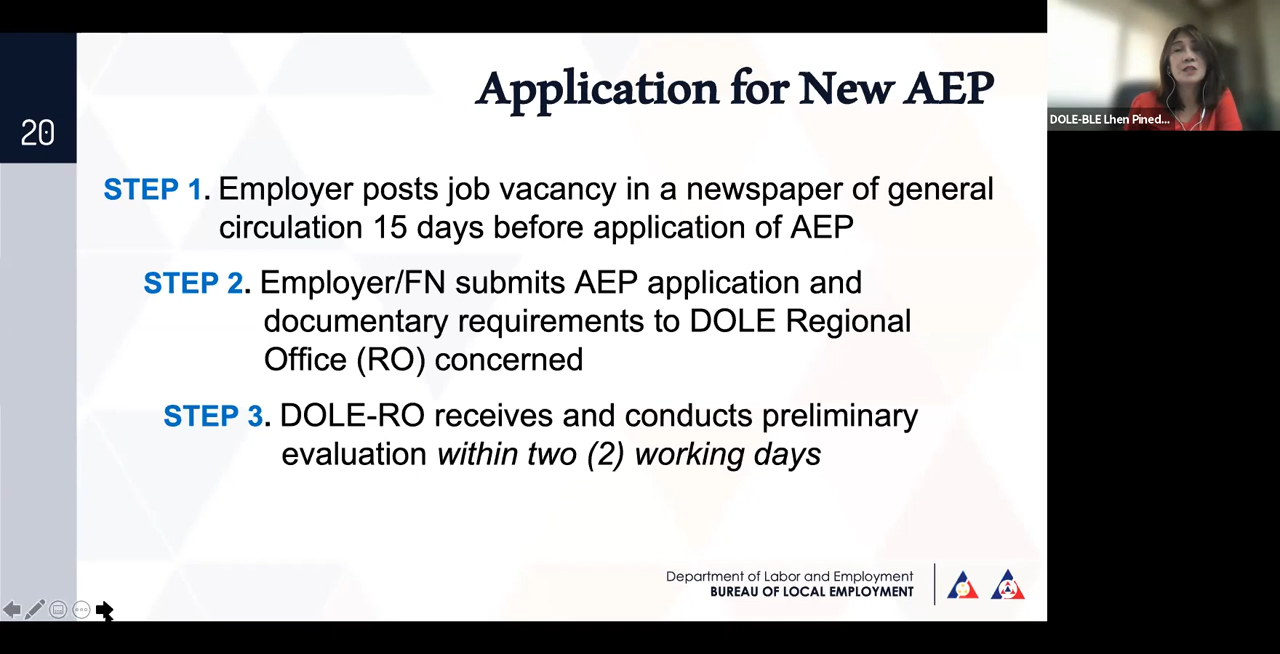 20
Application for New AEP
STEP 1. Employer posts job vacancy in a newspaper of general
circulation 15 days before application of AEP
STEP 2. Employer/FN submits AEP application and
documentary requirements to DOLE Regional
Office (RO) concerned
STEP 3. DOLE-RO receives and conducts preliminary
evaluation within two (2) working days
Department of Labor and Employment
BUREAU OF LOCAL EMPLOYMENT
DOLE-BLE Lhen Pined...